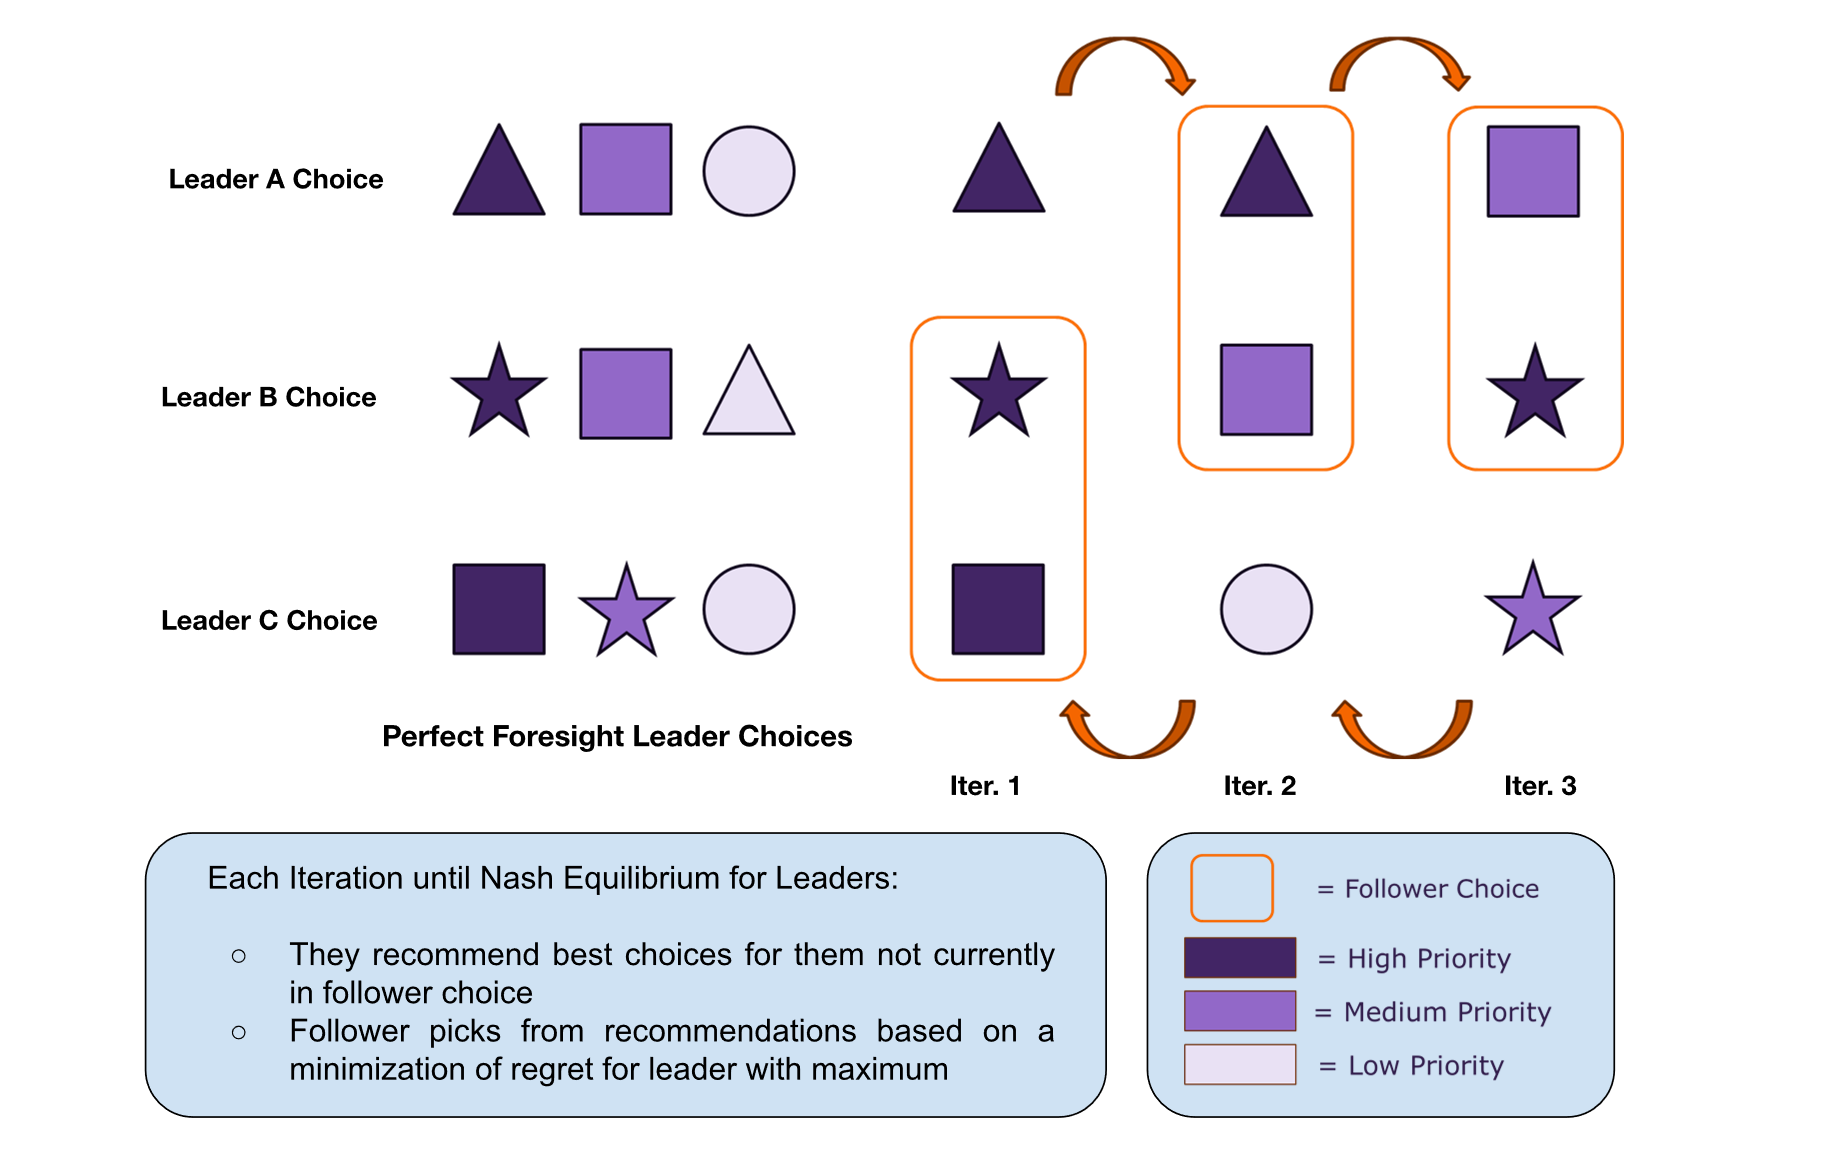 Leader A Choice
Leader B Choice
Leader C Choice
Perfect Foresight Leader Choices
Iter. 1
Iter. 2
Iter. 3
Each Iteration until Nash Equilibrium for Leaders:
○ They recommend best choices for them not currently
in follower choice
○ Follower picks from recommendations based on a
minimization of regret for leader with maximum
= Follower Choice
= High Priority
= Medium Priority
= Low Priority